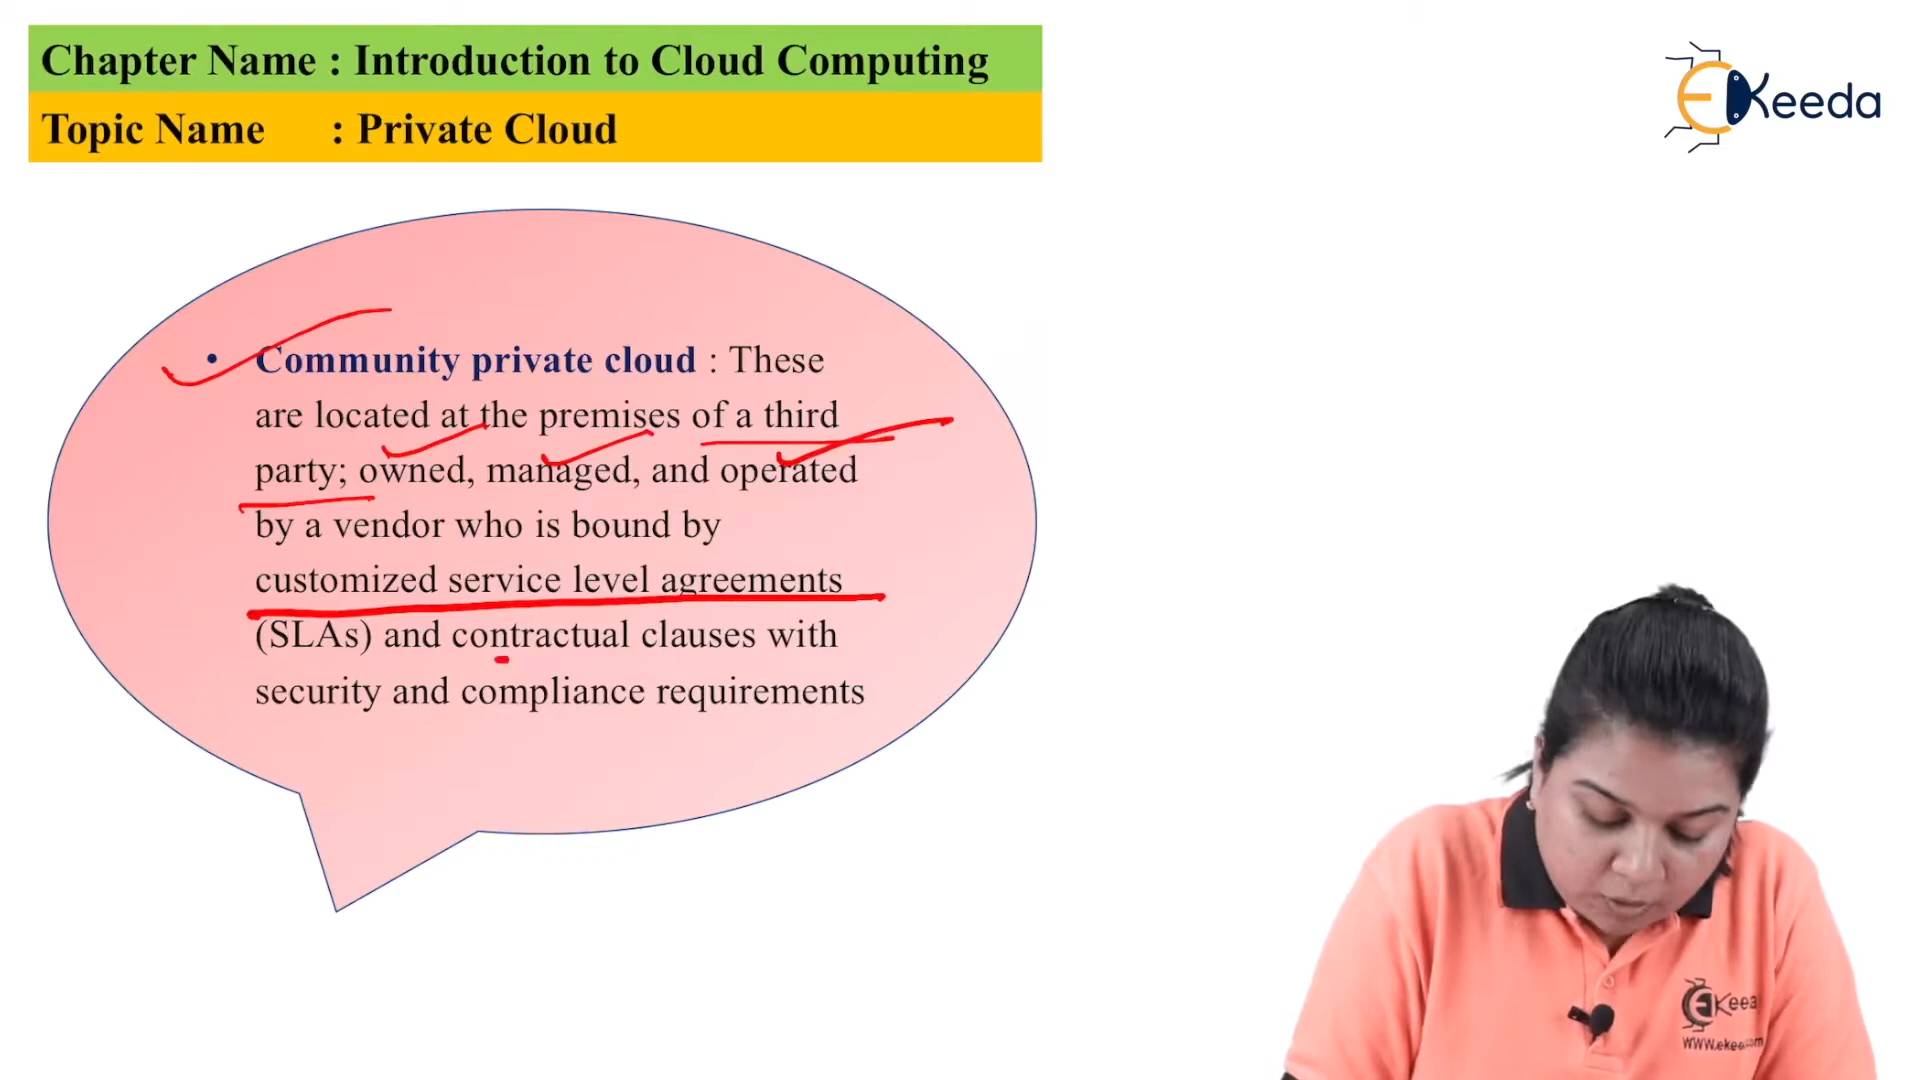 Chapter Name : Introduction to Cloud Computing
Topic Name : Private Cloud
EKeeda
• Community private cloud : These
are located at the premises of a third
party; owned, managed, and operated
by a vendor who is bound by
customized service level agreements
(SLAs) and contractual clauses with
security and compliance requirements